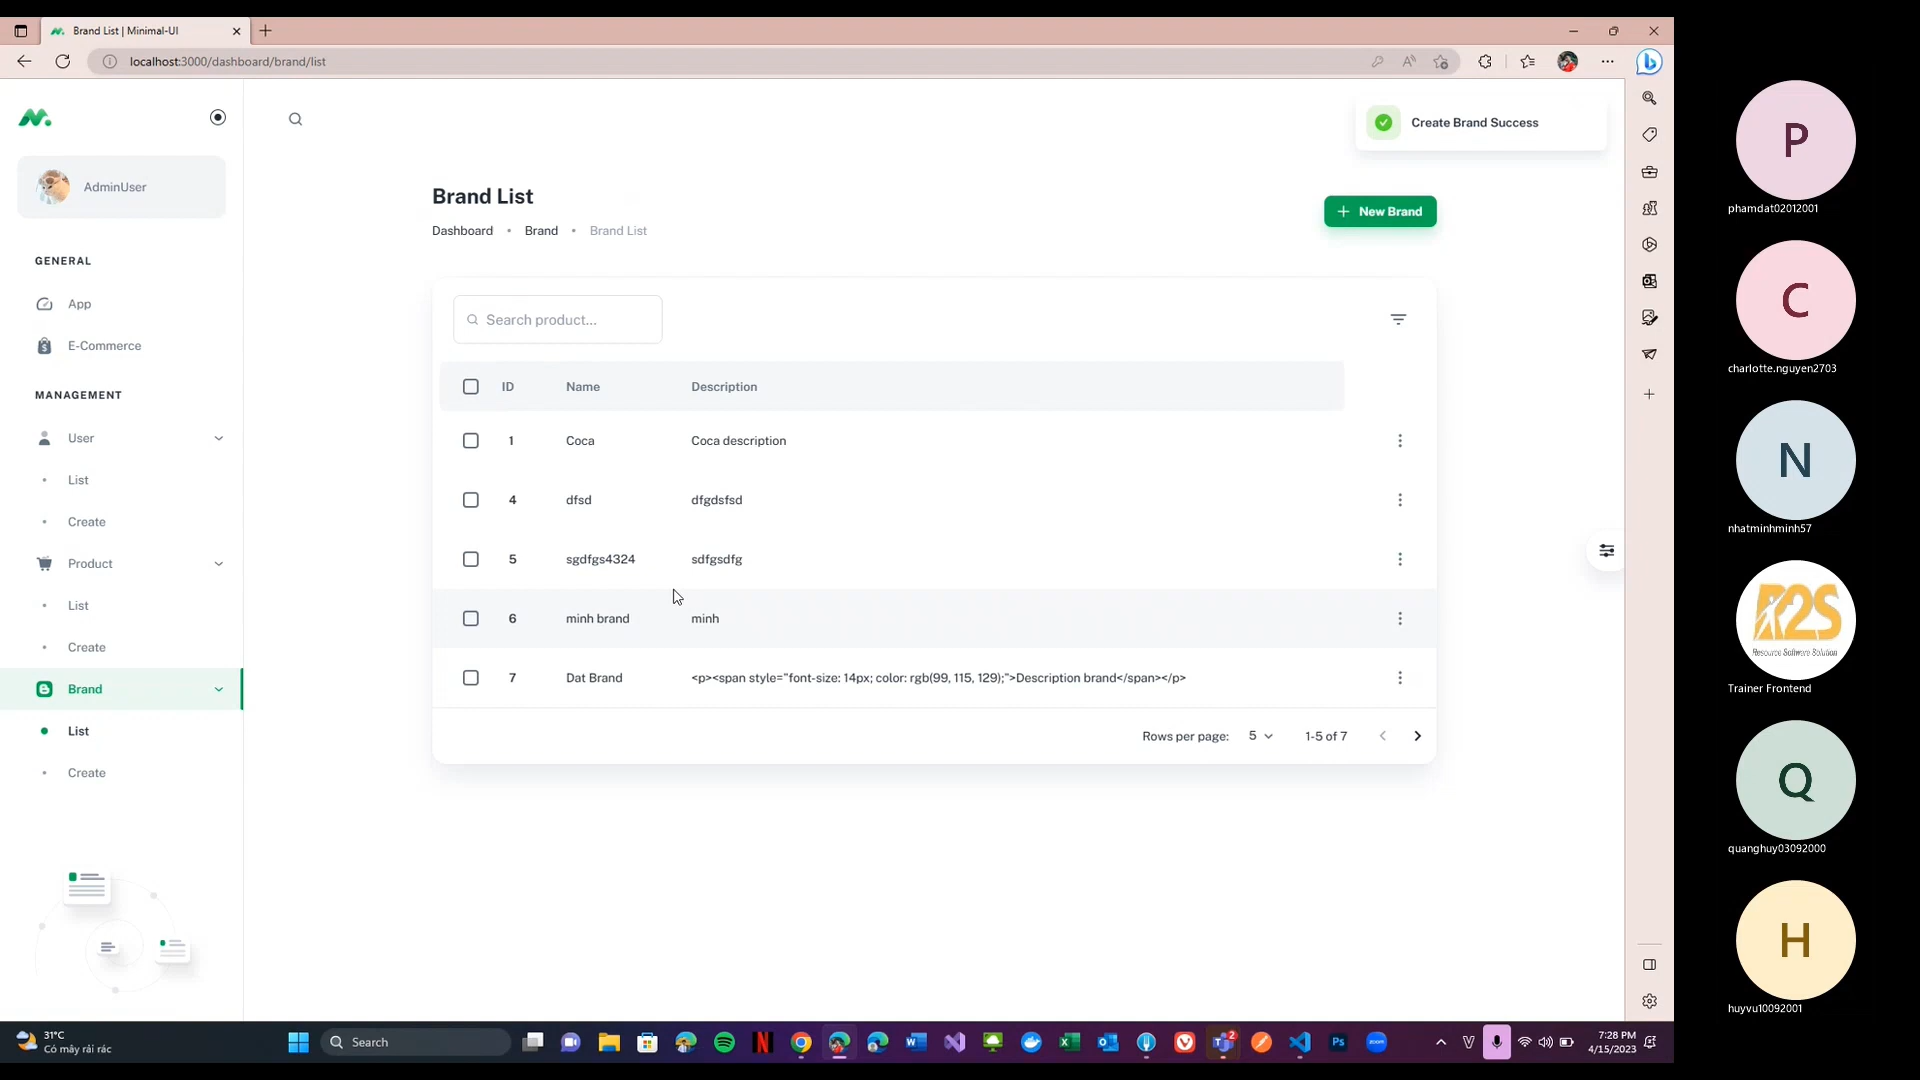 Brand List | Minimal-UI
localhost:3000/dashboard/brand/list
Create Brand Success
AdminUser
GENERAL
App
E-Commerce
MANAGEMENT
User
List
Create
Product
List
Create
Brand
List
Create
Brand List
Dashboard • Brand • Brand List
New Brand
Search product...
ID Name Description
1 Coca Coca description
4 dfsd dfgdsfsd
5 sgdfgs4324 sdfgsdfg
6 minh brand minh
7 Dat Brand <p><span style="font-size: 14px; color: rgb(99, 115, 129);">Description brand</span></p>
Rows per page: 5 1-5 of 7
P
phamdat02012001
C
charlotte.nguyen2703
N
nhatminhminh57
R2S
Resource Software Solution
Trainer Frontend
Q
quanghuy03092000
H
huyvu10092001
31°C
Có mây rải rác
Search
7:28 PM
4/15/2023